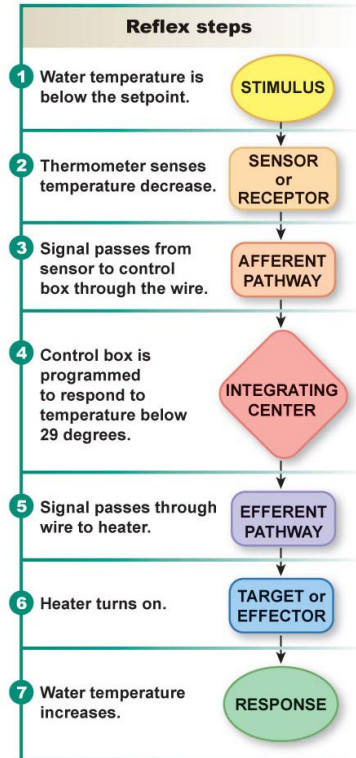 Reflex steps
1 Water temperature is
below the setpoint.
STIMULUS
2 Thermometer senses
temperature decrease.
SENSOR
or
RECEPTOR
3 Signal passes from
sensor to control
box through the wire.
AFFERENT
PATHWAY
4 Control box is
programmed
to respond to
temperature below
29 degrees.
INTEGRATING
CENTER
5 Signal passes through
wire to heater.
EFFERENT
PATHWAY
6 Heater turns on.
TARGET or
EFFECTOR
7 Water temperature
increases.
RESPONSE